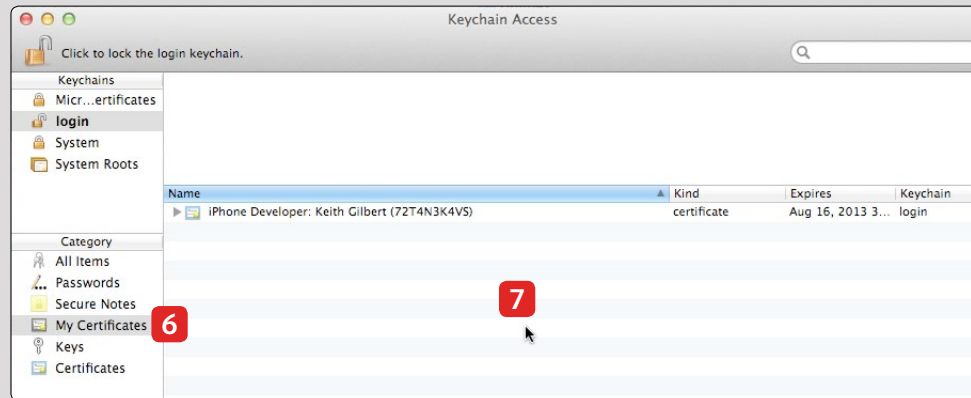 Keychain Access
Click to lock the login keychain.
Keychains
Micr...ertificates
login
System
System Roots
Name Kind Expires Keychain
iPhone Developer: Keith Gilbert (72T4N3K4VS) certificate Aug 16, 2013 3... login
Category
All Items
Passwords
Secure Notes
My Certificates 6
7
Keys
Certificates